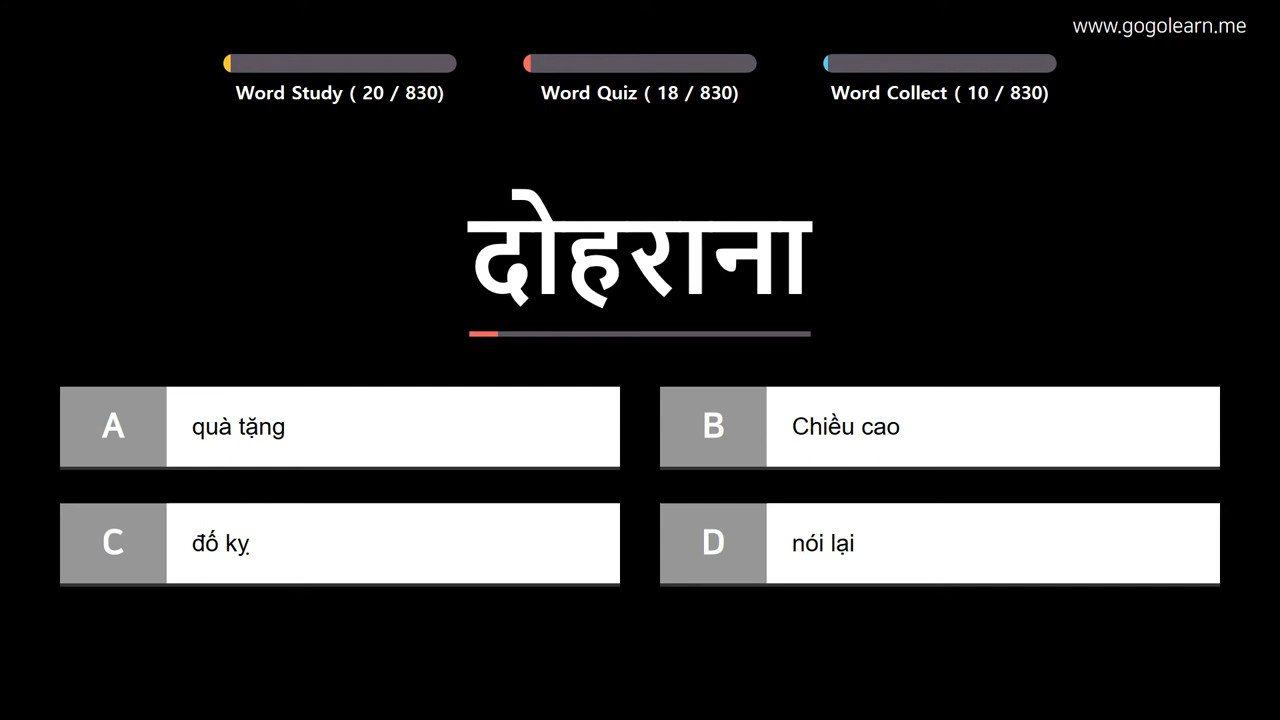 www.gogolearn.me
Word Study ( 20 / 830)
Word Quiz ( 18 / 830)
Word Collect ( 10 / 830)
दोहराना
A quà tặng
B Chiều cao
C đố kỵ
D nói lại